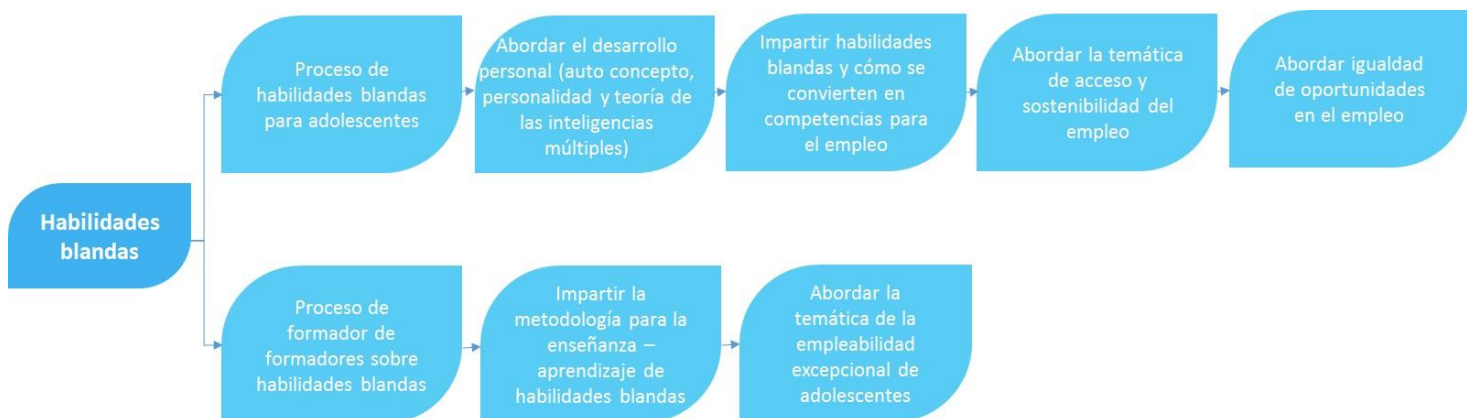 Habilidades
blandas
Proceso de
habilidades blandas
para adolescentes
Abordar el desarrollo
personal (auto concepto,
personalidad y teoría de
las inteligencias
múltiples)
Impartir habilidades
blandas y cómo se
convierten en
competencias para
el empleo
Abordar la temática
de acceso y
sostenibilidad del
empleo
Abordar igualdad
de oportunidades
en el empleo
Proceso de
formador de
formadores sobre
habilidades blandas
Impartir la
metodología para la
enseñanza –
aprendizaje de
habilidades blandas
Abordar la
temática de la
empleabilidad
excepcional de
adolescentes